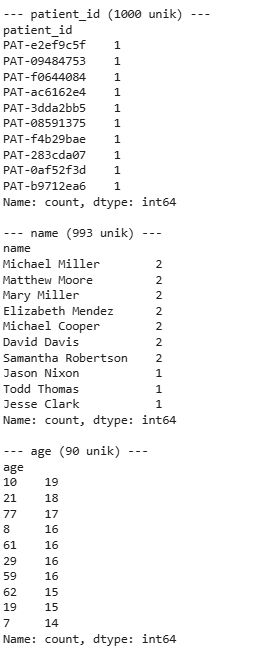 --- patient_id (1000 unik) ---
patient_id
PAT-e2ef9c5f    1
PAT-09484753    1
PAT-f0644084    1
PAT-ac6162e4    1
PAT-3dda2bb5    1
PAT-08591375    1
PAT-f4b29bae    1
PAT-283cda07    1
PAT-0af52f3d    1
PAT-b9712ea6    1
Name: count, dtype: int64

--- name (993 unik) ---
name
Michael Miller        2
Matthew Moore         2
Mary Miller           2
Elizabeth Mendez      2
Michael Cooper        2
David Davis           2
Samantha Robertson    2
Jason Nixon           1
Todd Thomas           1
Jesse Clark           1
Name: count, dtype: int64

--- age (90 unik) ---
age
10    19
21    18
77    17
8     16
61    16
29    16
59    16
62    15
19    15
7     14
Name: count, dtype: int64